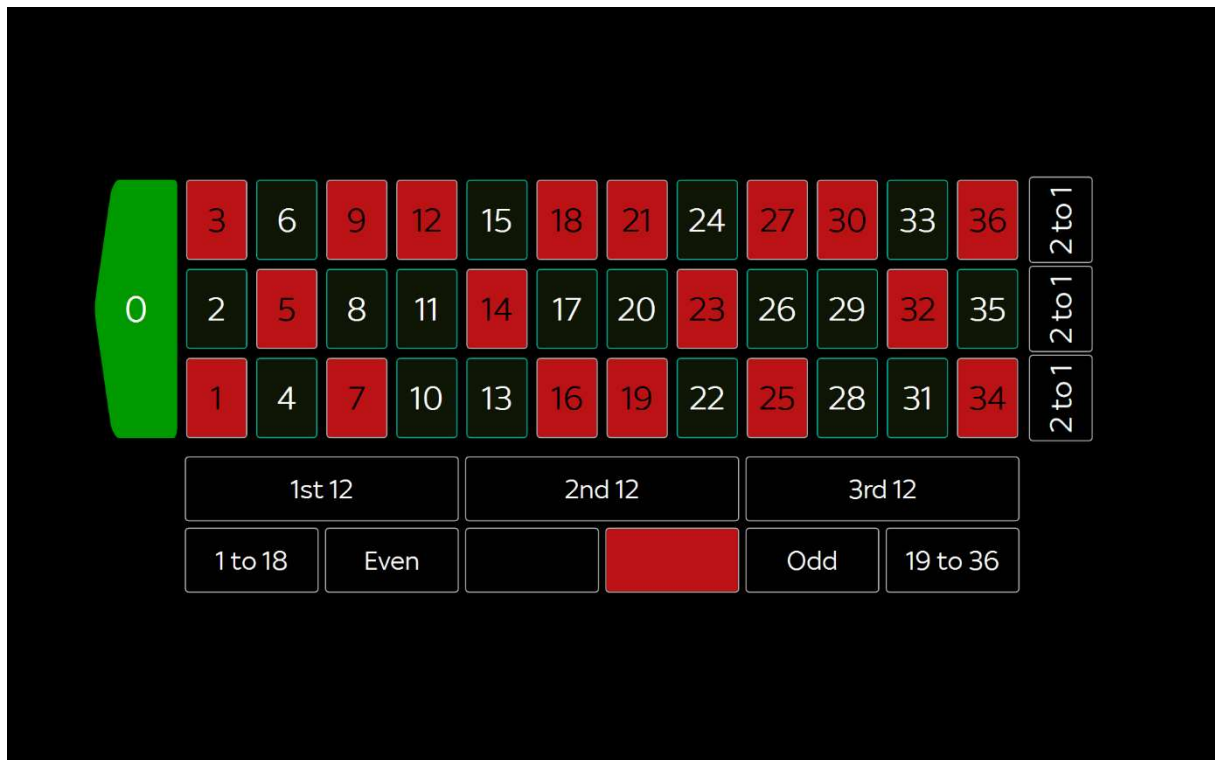 3 6 9 12 15 18 21 24 27 30 33 36 2 to 1
0 2 5 8 11 14 17 20 23 26 29 32 35 2 to 1
1 4 7 10 13 16 19 22 25 28 31 34 2 to 1
1st 12 2nd 12 3rd 12
1 to 18 Even Odd 19 to 36